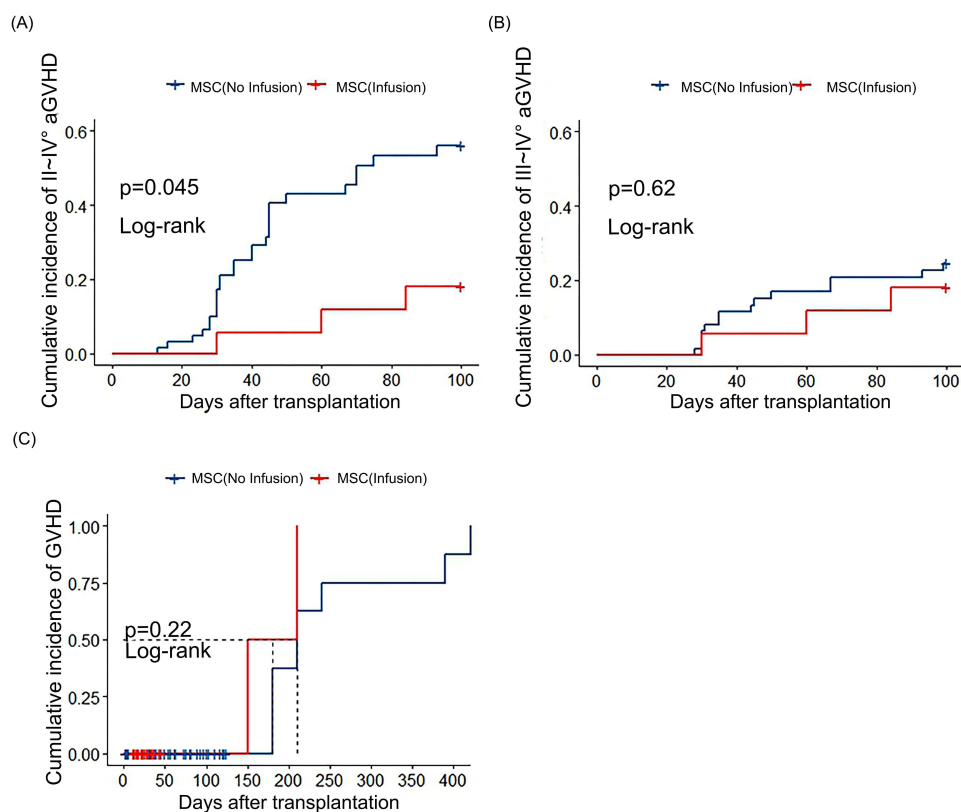 (A)
MSC(No Infusion) MSC(Infusion)
Cumulative incidence of II~IV° aGVHD
0.6
0.4
0.2
0.0
p=0.045
Log-rank
0 20 40 60 80 100
Days after transplantation
(B)
MSC(No Infusion) MSC(Infusion)
Cumulative incidence of III~IV° aGVHD
0.6
0.4
0.2
0.0
p=0.62
Log-rank
0 20 40 60 80 100
Days after transplantation
(C)
MSC(No Infusion) MSC(Infusion)
Cumulative incidence of GVHD
1.00
0.75
0.50
0.25
0.00
p=0.22
Log-rank
0 50 100 150 200 250 300 350 400
Days after transplantation